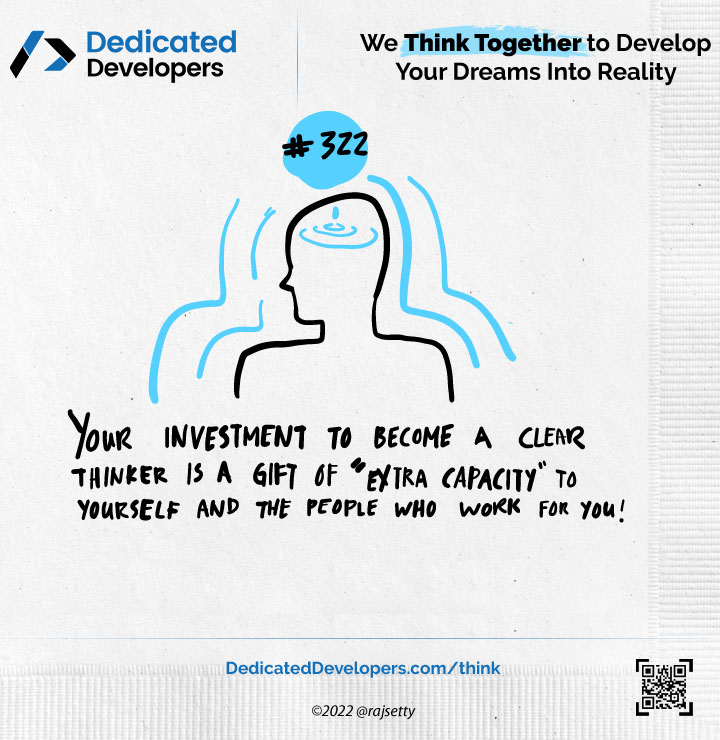 Dedicated
Developers
We Think Together to Develop
Your Dreams Into Reality
# 322
YOUR INVESTMENT TO BECOME A CLEAR
THINKER IS A GIFT OF "EXTRA CAPACITY" TO
YOURSELF AND THE PEOPLE WHO WORK FOR YOU!
DedicatedDevelopers.com/think
©2022 @rajsetty